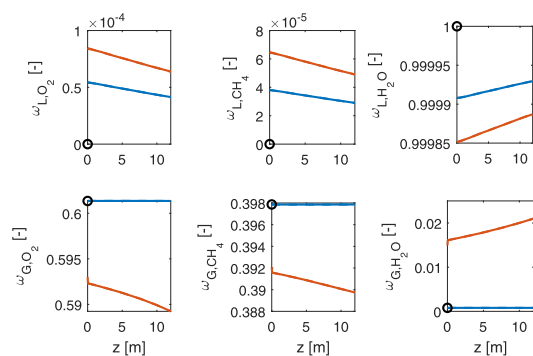 ×10⁻⁴
1
0.5
0
0 5 10
ω_L,O₂ [-]
×10⁻⁵
8
6
4
2
0
0 5 10
ω_L,CH₄ [-]
1
0.99995
0.9999
0.99985
0 5 10
ω_L,H₂O [-]
0.6
0.595
0.59
0 5 10
ω_G,O₂ [-]
z [m]
0.398
0.396
0.394
0.392
0.39
0.388
0 5 10
ω_G,CH₄ [-]
z [m]
0.02
0.01
0
0 5 10
ω_G,H₂O [-]
z [m]